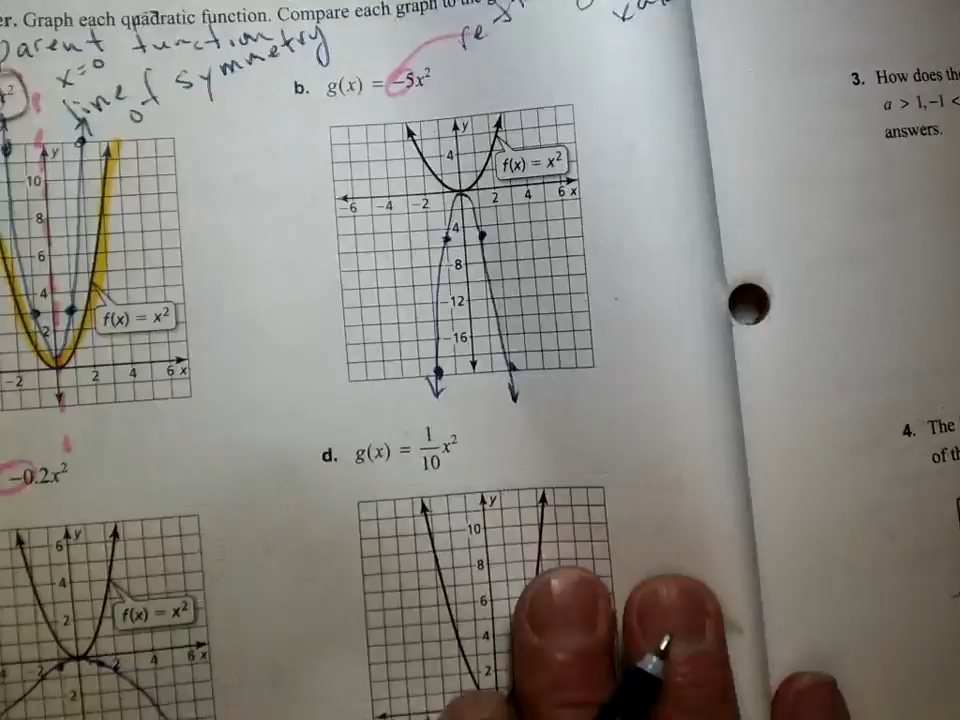 er. Graph each quadratic function. Compare each graph to the
parent function
x=0
line of symmetry
b. g(x) = −5x²
y
4
f(x) = x²
−6 −4 −2 2 4 6 x
4
−8
−12
−16
y
10
8
6
4
2
f(x) = x²
−2 2 4 6 x
−0.2x²
y
6
4
2
f(x) = x²
2 2 4 6 x
2
d. g(x) = 1/10 x²
y
10
8
6
4
2
3. How does the
a > 1, −1 <
answers.
4. The
of th